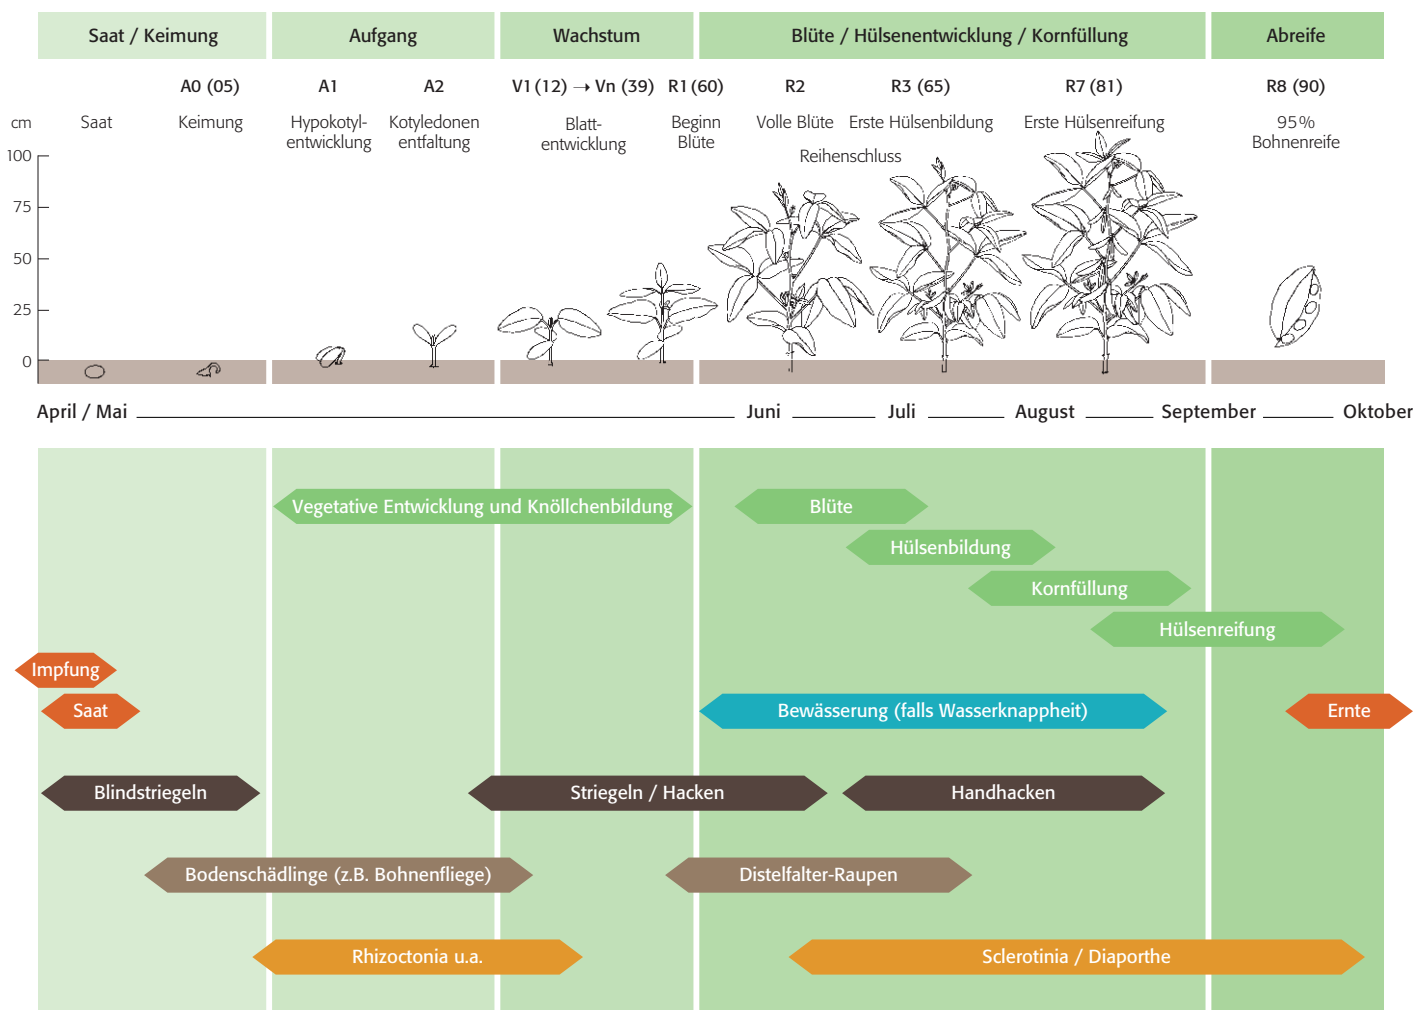 Saat / Keimung
Aufgang
Wachstum
Blüte / Hülsenentwicklung / Kornfüllung
Abreife
A0 (05)
A1
A2
V1 (12) → Vn (39)
R1 (60)
R2
R3 (65)
R7 (81)
R8 (90)
cm
Saat
Keimung
Hypokotyl-
entwicklung
Kotyledonen
entfaltung
Blatt-
entwicklung
Beginn
Blüte
Volle Blüte
Erste Hülsenbildung
Reihenschluss
Erste Hülsenreifung
95 %
Bohnenreife
100
75
50
25
0
April / Mai
Juni
Juli
August
September
Oktober
Vegetative Entwicklung und Knöllchenbildung
Blüte
Hülsenbildung
Kornfüllung
Hülsenreifung
Impfung
Saat
Bewässerung (falls Wasserknappheit)
Ernte
Blindstriegeln
Striegeln / Hacken
Handhacken
Bodenschädlinge (z.B. Bohnenfliege)
Distelfalter-Raupen
Rhizoctonia u.a.
Sclerotinia / Diaporthe